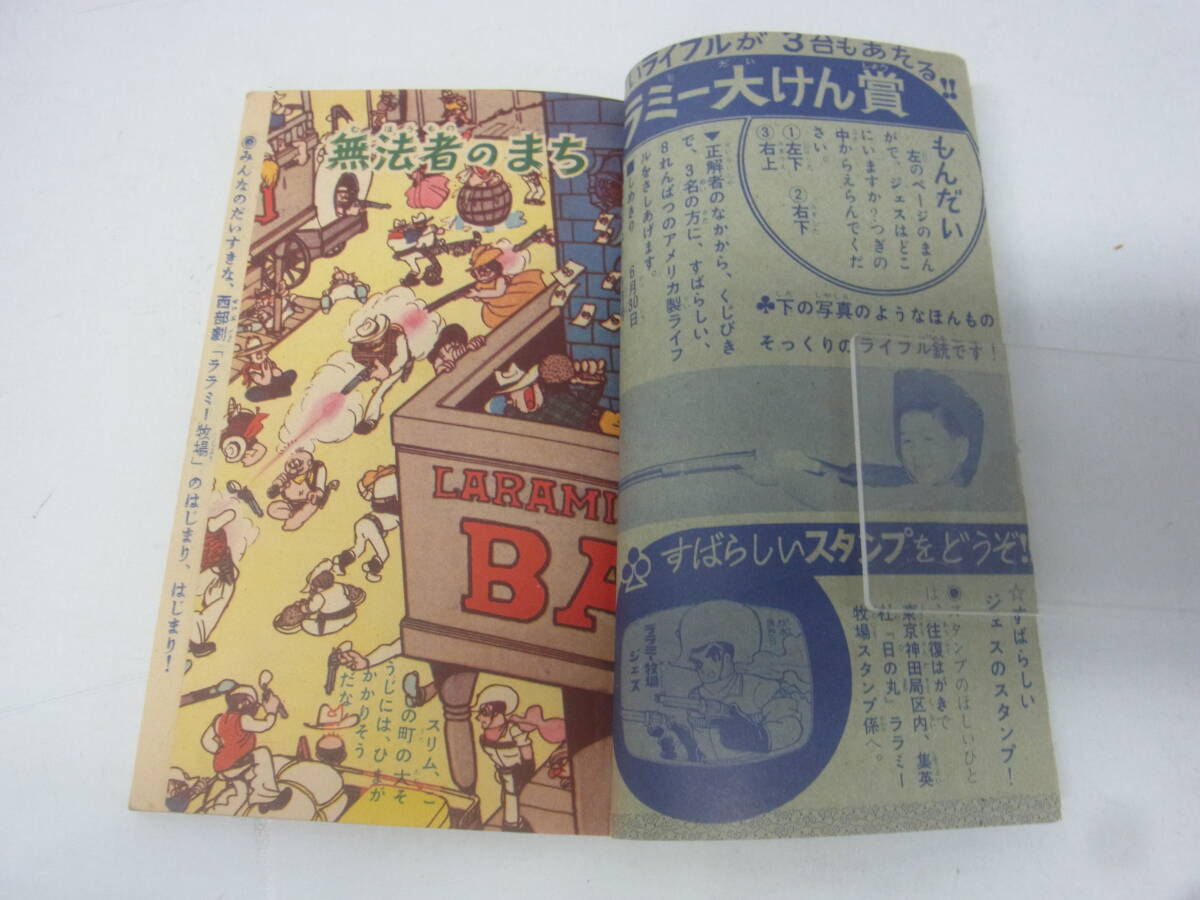 いライフルが3台もあたる!!
ラミー大けん賞
もんだい
左のページのまん
がで、ジェスはどこ
にいますか?つぎの
中からえらんでくだ
さい。
①左下 ②右下
③右上
▼正解者のなかから、くじびき
で、3名の方に、すばらしい、
8れんぱつのアメリカ製ライフ
ルをさしあげます。
しめきり 6月30日
♣下の写真のようなほんもの
そっくりのライフル銃です!
すばらしいスタンプをどうぞ!
☆すばらしい
ジェスのスタンプ!
◉スタンプのほしいひと
は、往復はがきで
東京神田局区内、集英
社「日の丸」ララミー
牧場スタンプ係へ。
ララミー牧場
ジェス
無法者のまち
むほうもの
LARAMI
BA
スリム、こ
の町の大そ
うじには、ひまが
かかりそう
だな
◉みんなのだいすきな、西部劇「ララミー牧場」のはじまり、はじまり!